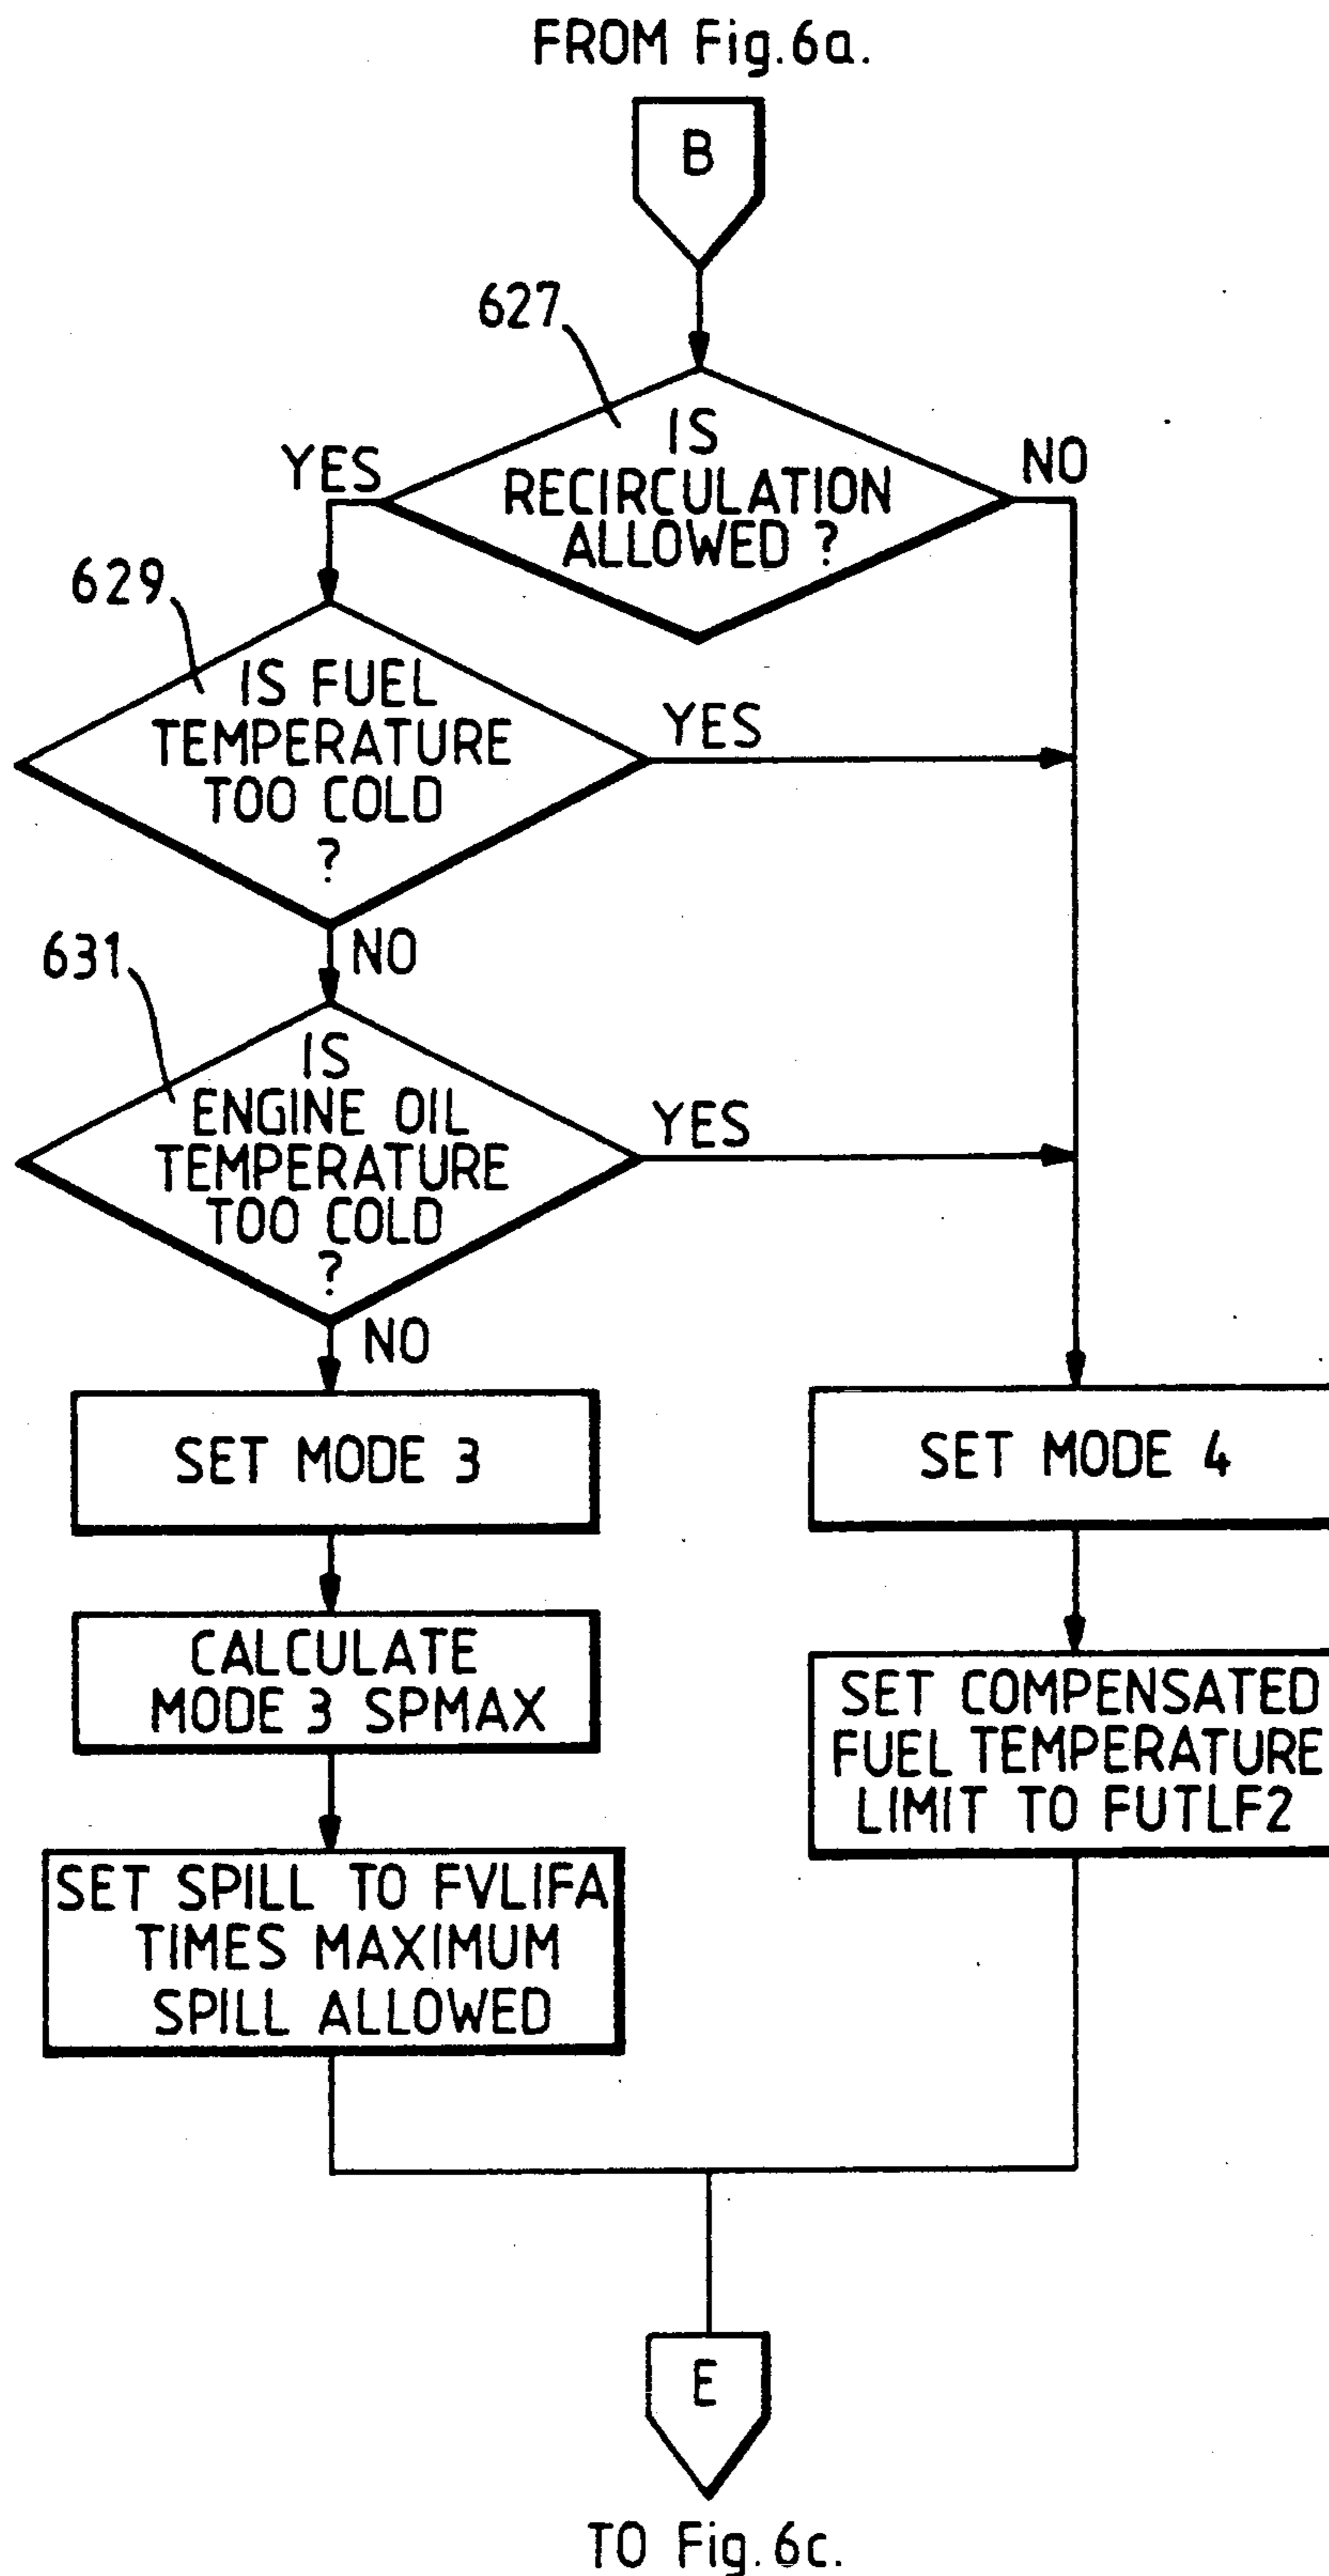 FROM Fig.6a.
B
627
IS
RECIRCULATION
ALLOWED ?
YES
NO
629
IS FUEL
TEMPERATURE
TOO COLD
?
YES
NO
631
IS
ENGINE OIL
TEMPERATURE
TOO COLD
?
YES
NO
SET MODE 3
SET MODE 4
CALCULATE
MODE 3 SPMAX
SET COMPENSATED
FUEL TEMPERATURE
LIMIT TO FUTLF2
SET SPILL TO FVLIFA
TIMES MAXIMUM
SPILL ALLOWED
E
TO Fig.6c.